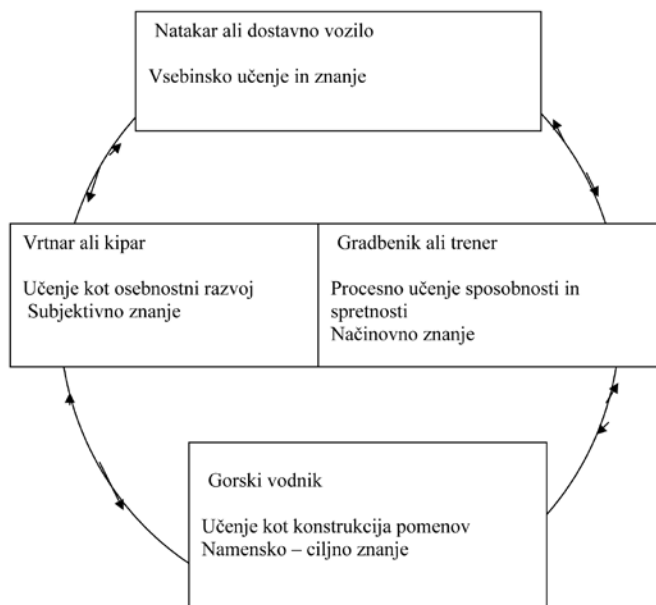 Natakar ali dostavno vozilo
Vsebinsko učenje in znanje
Vrtnar ali kipar
Učenje kot osebnostni razvoj
Subjektivno znanje
Gradbenik ali trener
Procesno učenje sposobnosti in
spretnosti
Načinovno znanje
Gorski vodnik
Učenje kot konstrukcija pomenov
Namensko – ciljno znanje